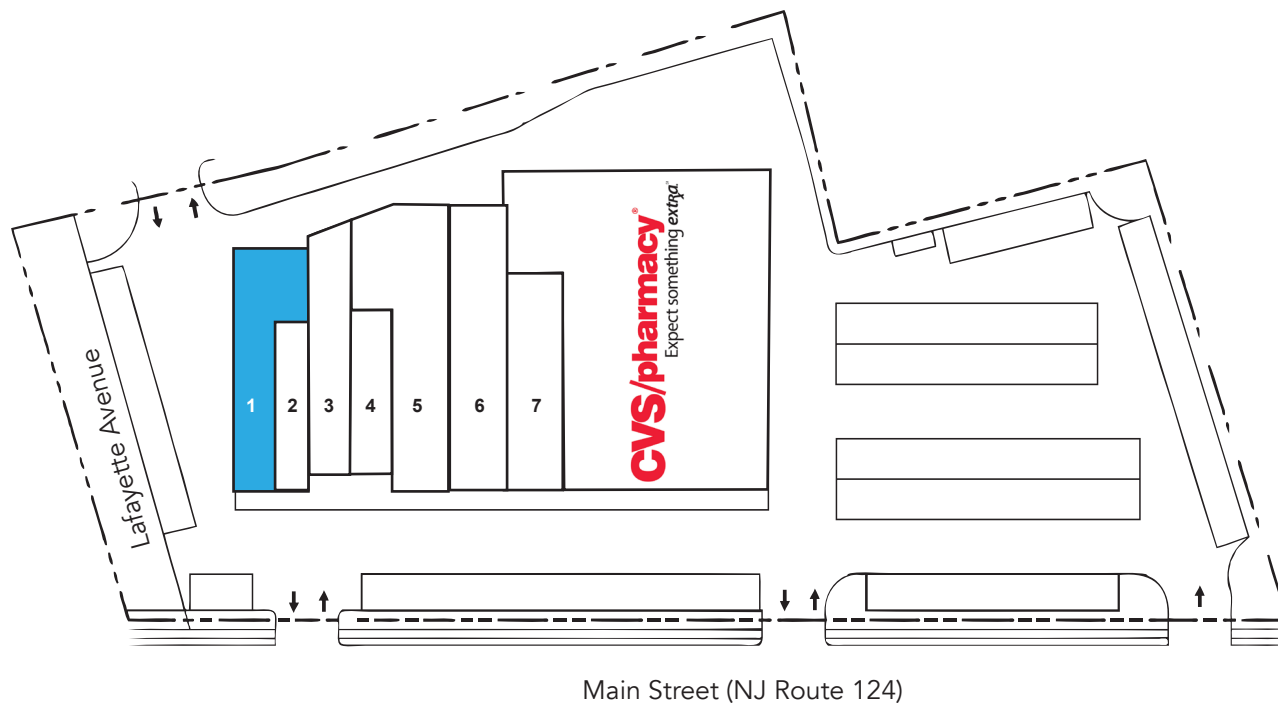 Lafayette Avenue
1
2
3
4
5
6
7
CVS/pharmacy®
Expect something extra®
Main Street (NJ Route 124)